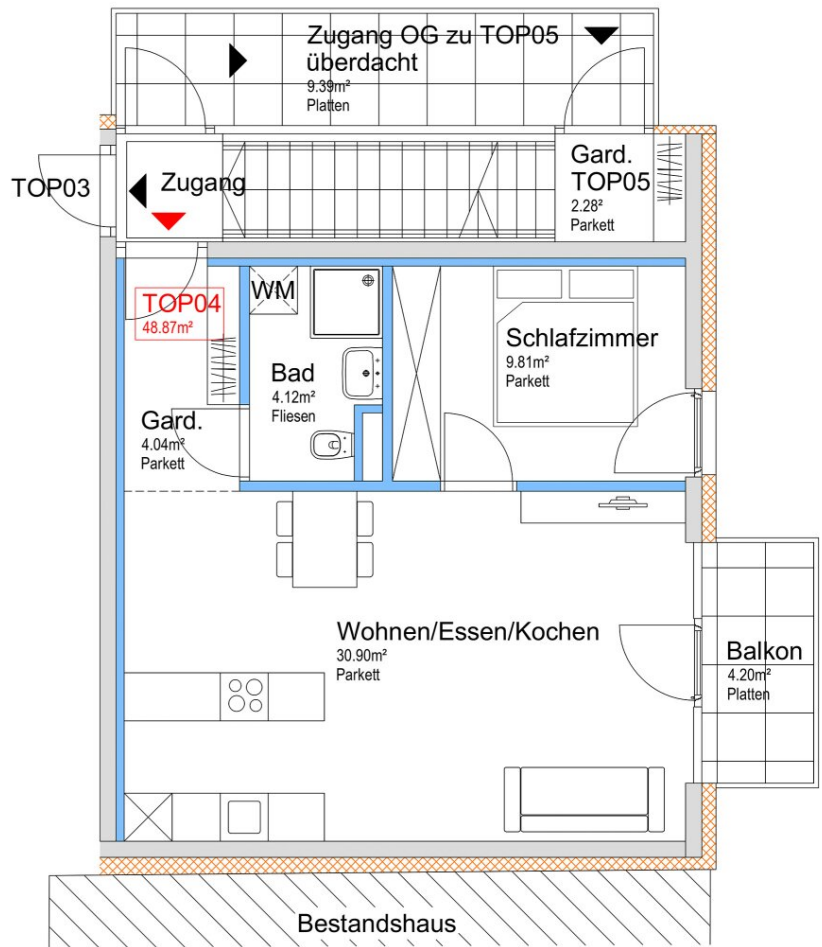 Zugang OG zu TOP05
überdacht
9.39m²
Platten
TOP03
Zugang
Gard.
TOP05
2.28²
Parkett
TOP04
48.87m²
WM
Bad
4.12m²
Fliesen
Schlafzimmer
9.81m²
Parkett
Gard.
4.04m²
Parkett
Wohnen/Essen/Kochen
30.90m²
Parkett
Balkon
4.20m²
Platten
Bestandshaus